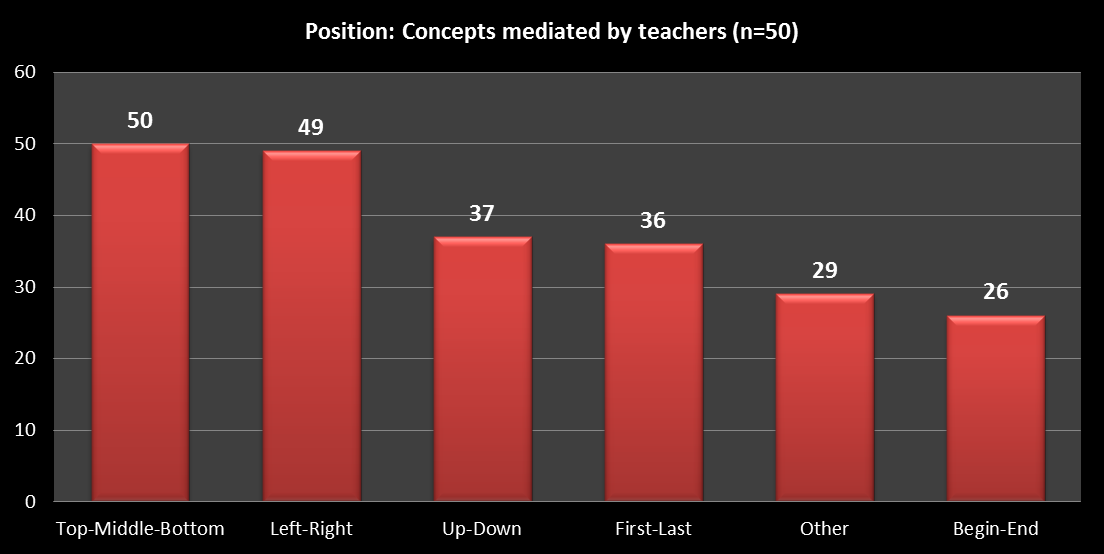 Position: Concepts mediated by teachers (n=50)
60
50
40
30
20
10
0
50
49
37
36
29
26
Top-Middle-Bottom
Left-Right
Up-Down
First-Last
Other
Begin-End